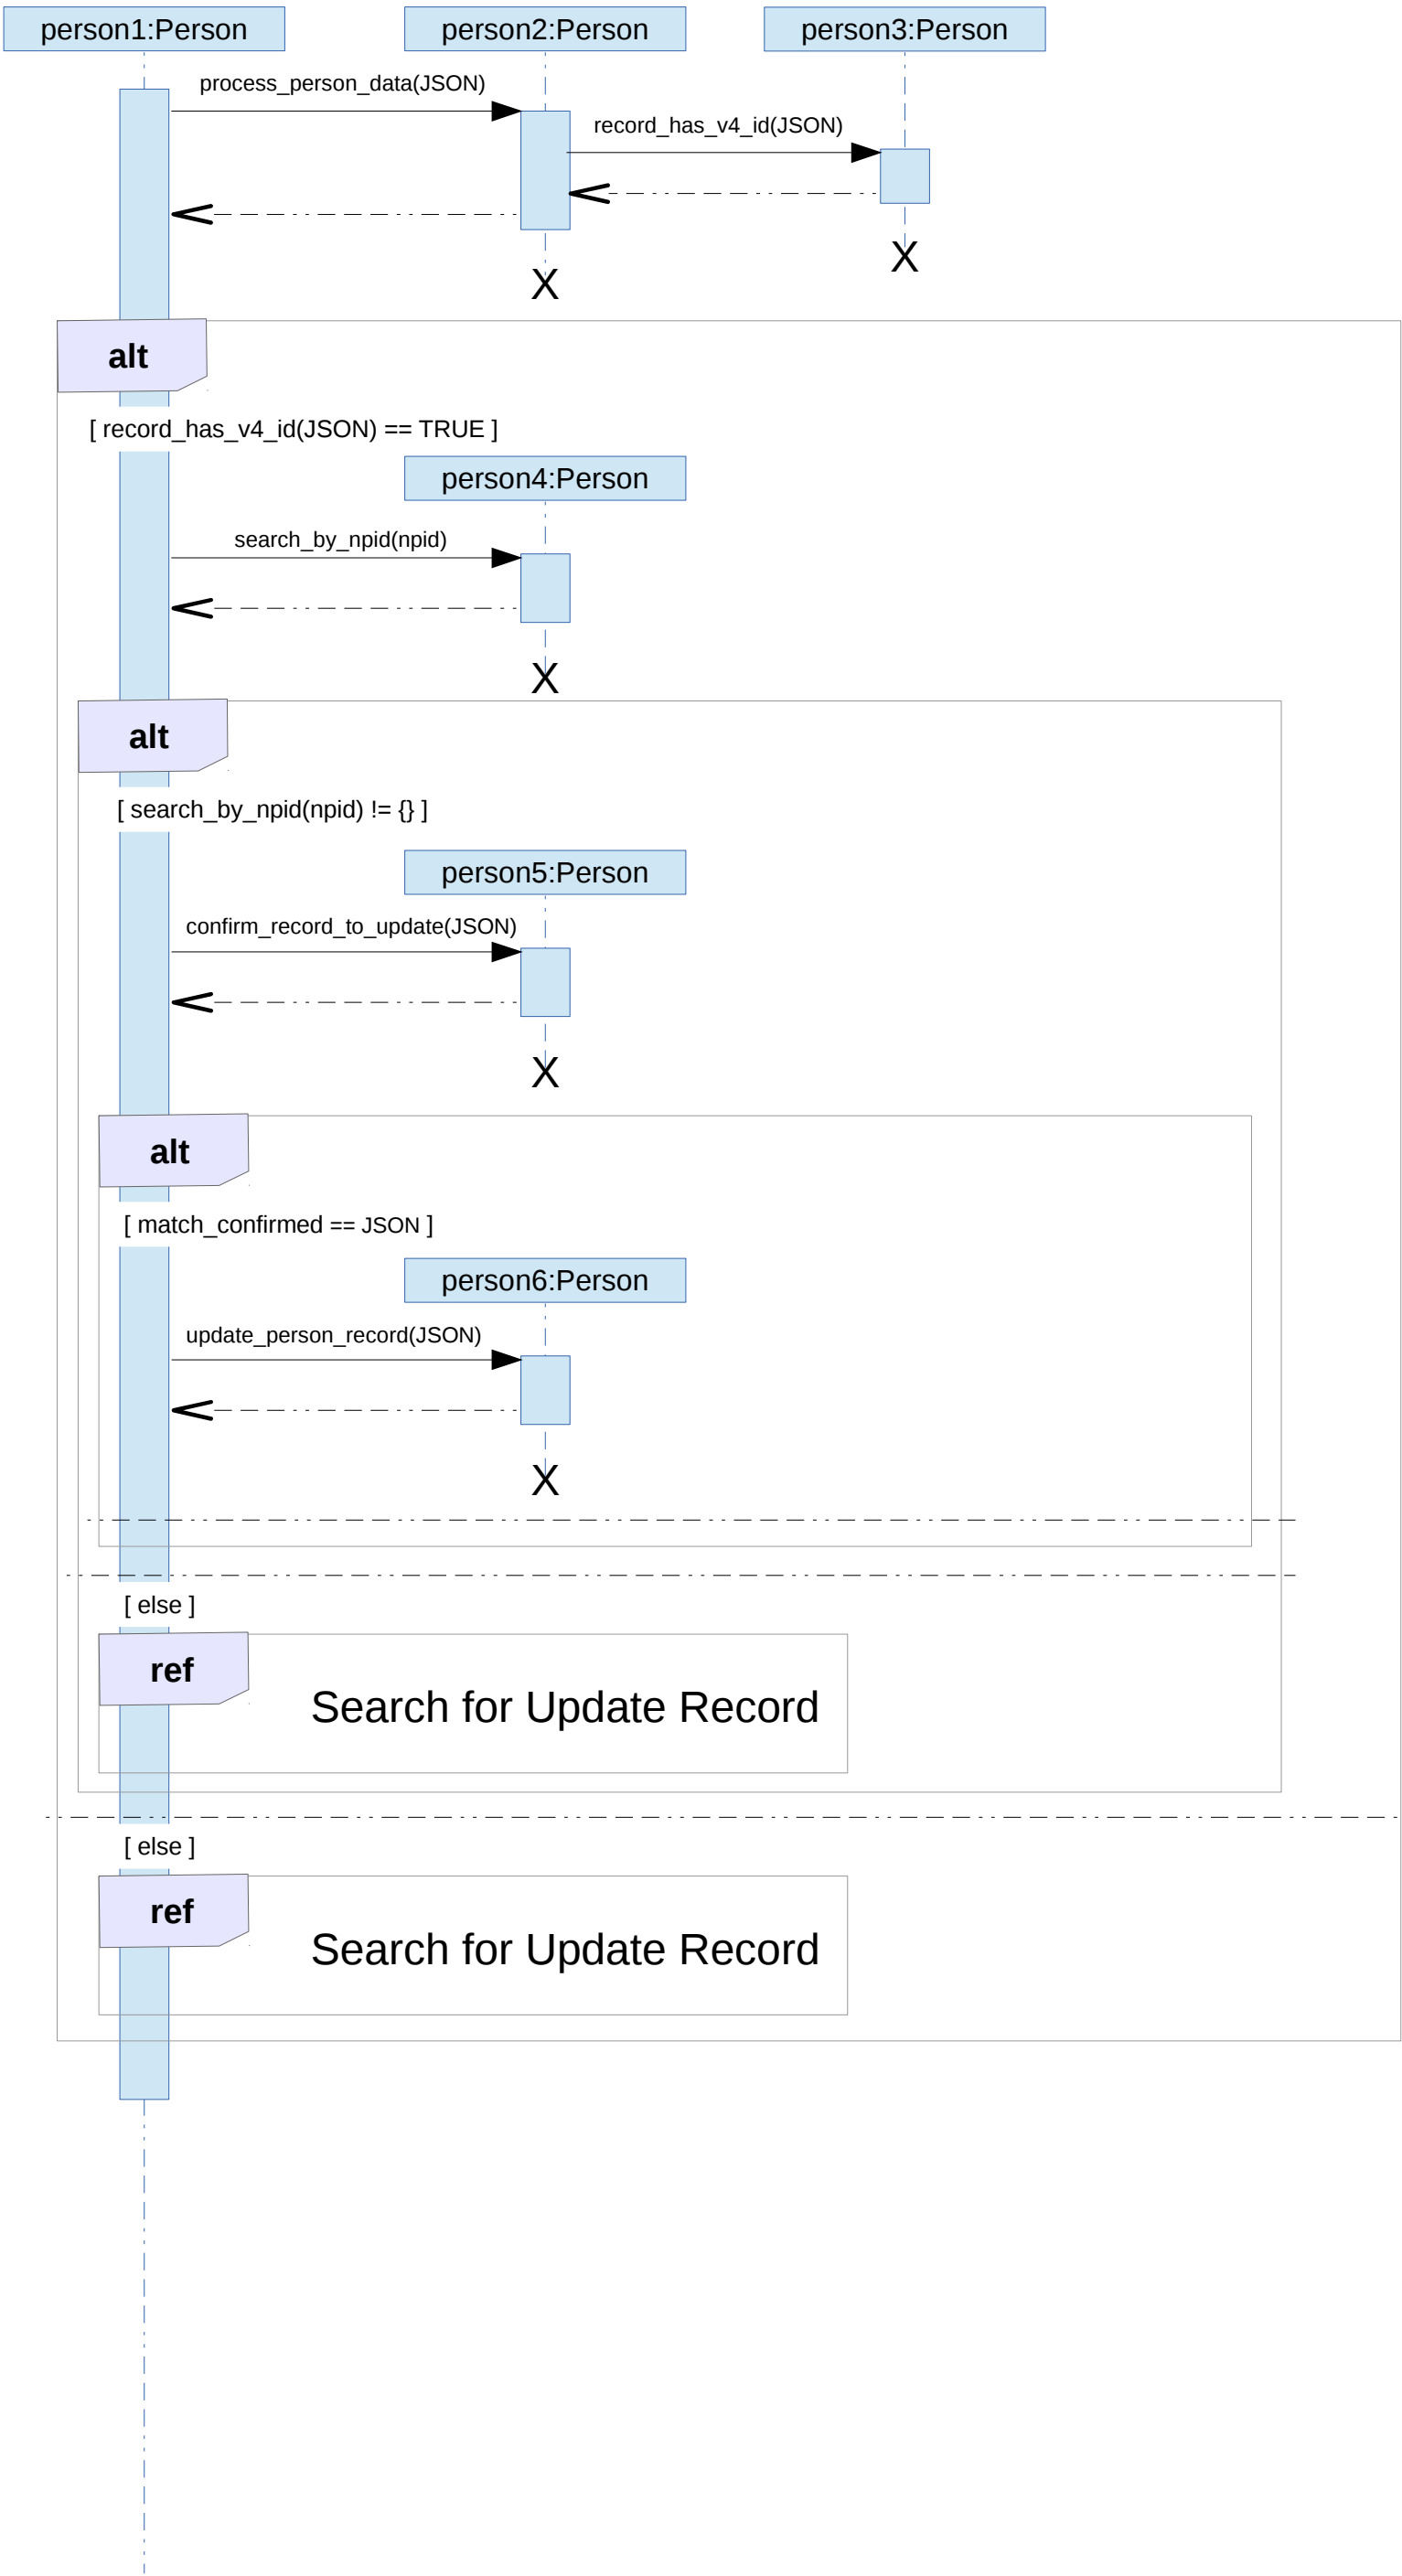 person1:Person
person2:Person
person3:Person
process_person_data(JSON)
record_has_v4_id(JSON)
X
X
alt
[ record_has_v4_id(JSON) == TRUE ]
person4:Person
search_by_npid(npid)
X
alt
[ search_by_npid(npid) != {} ]
person5:Person
confirm_record_to_update(JSON)
X
alt
[ match_confirmed == JSON ]
person6:Person
update_person_record(JSON)
X
[ else ]
ref
Search for Update Record
[ else ]
ref
Search for Update Record